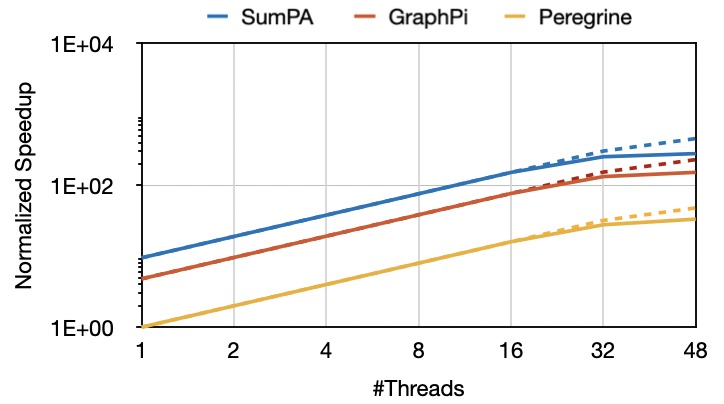 SumPA GraphPi Peregrine
1E+04
1E+02
1E+00
Normalized Speedup
1 2 4 8 16 32 48
#Threads